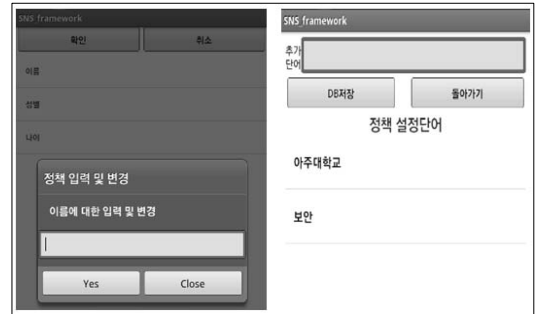 SNS framework
확인
취소
이름
성별
나이
정책 입력 및 변경
이름에 대한 입력 및 변경
Yes
Close
SNS framework
추가
단어
DB저장
돌아가기
정책 설정단어
아주대학교
보안